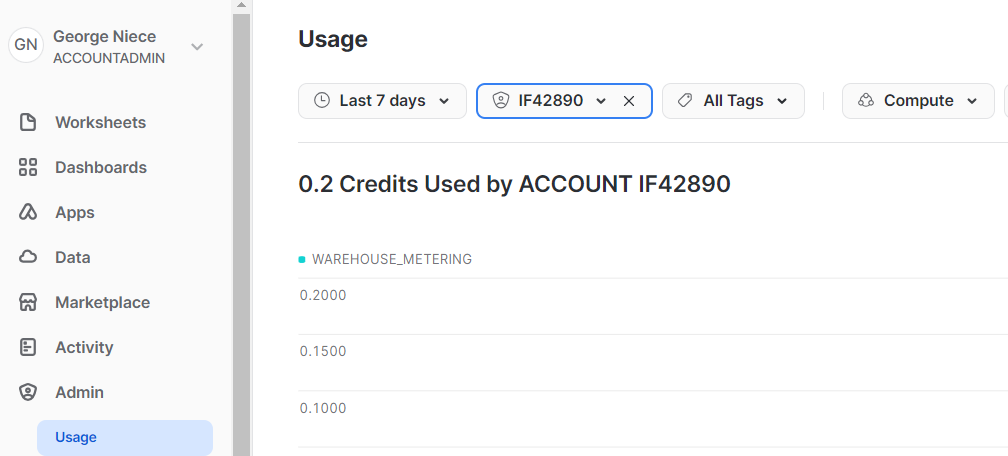 GN
George Niece
ACCOUNTADMIN
Worksheets
Dashboards
Apps
Data
Marketplace
Activity
Admin
Usage
Usage
Last 7 days
IF42890
All Tags
Compute
0.2 Credits Used by ACCOUNT IF42890
WAREHOUSE_METERING
0.2000
0.1500
0.1000